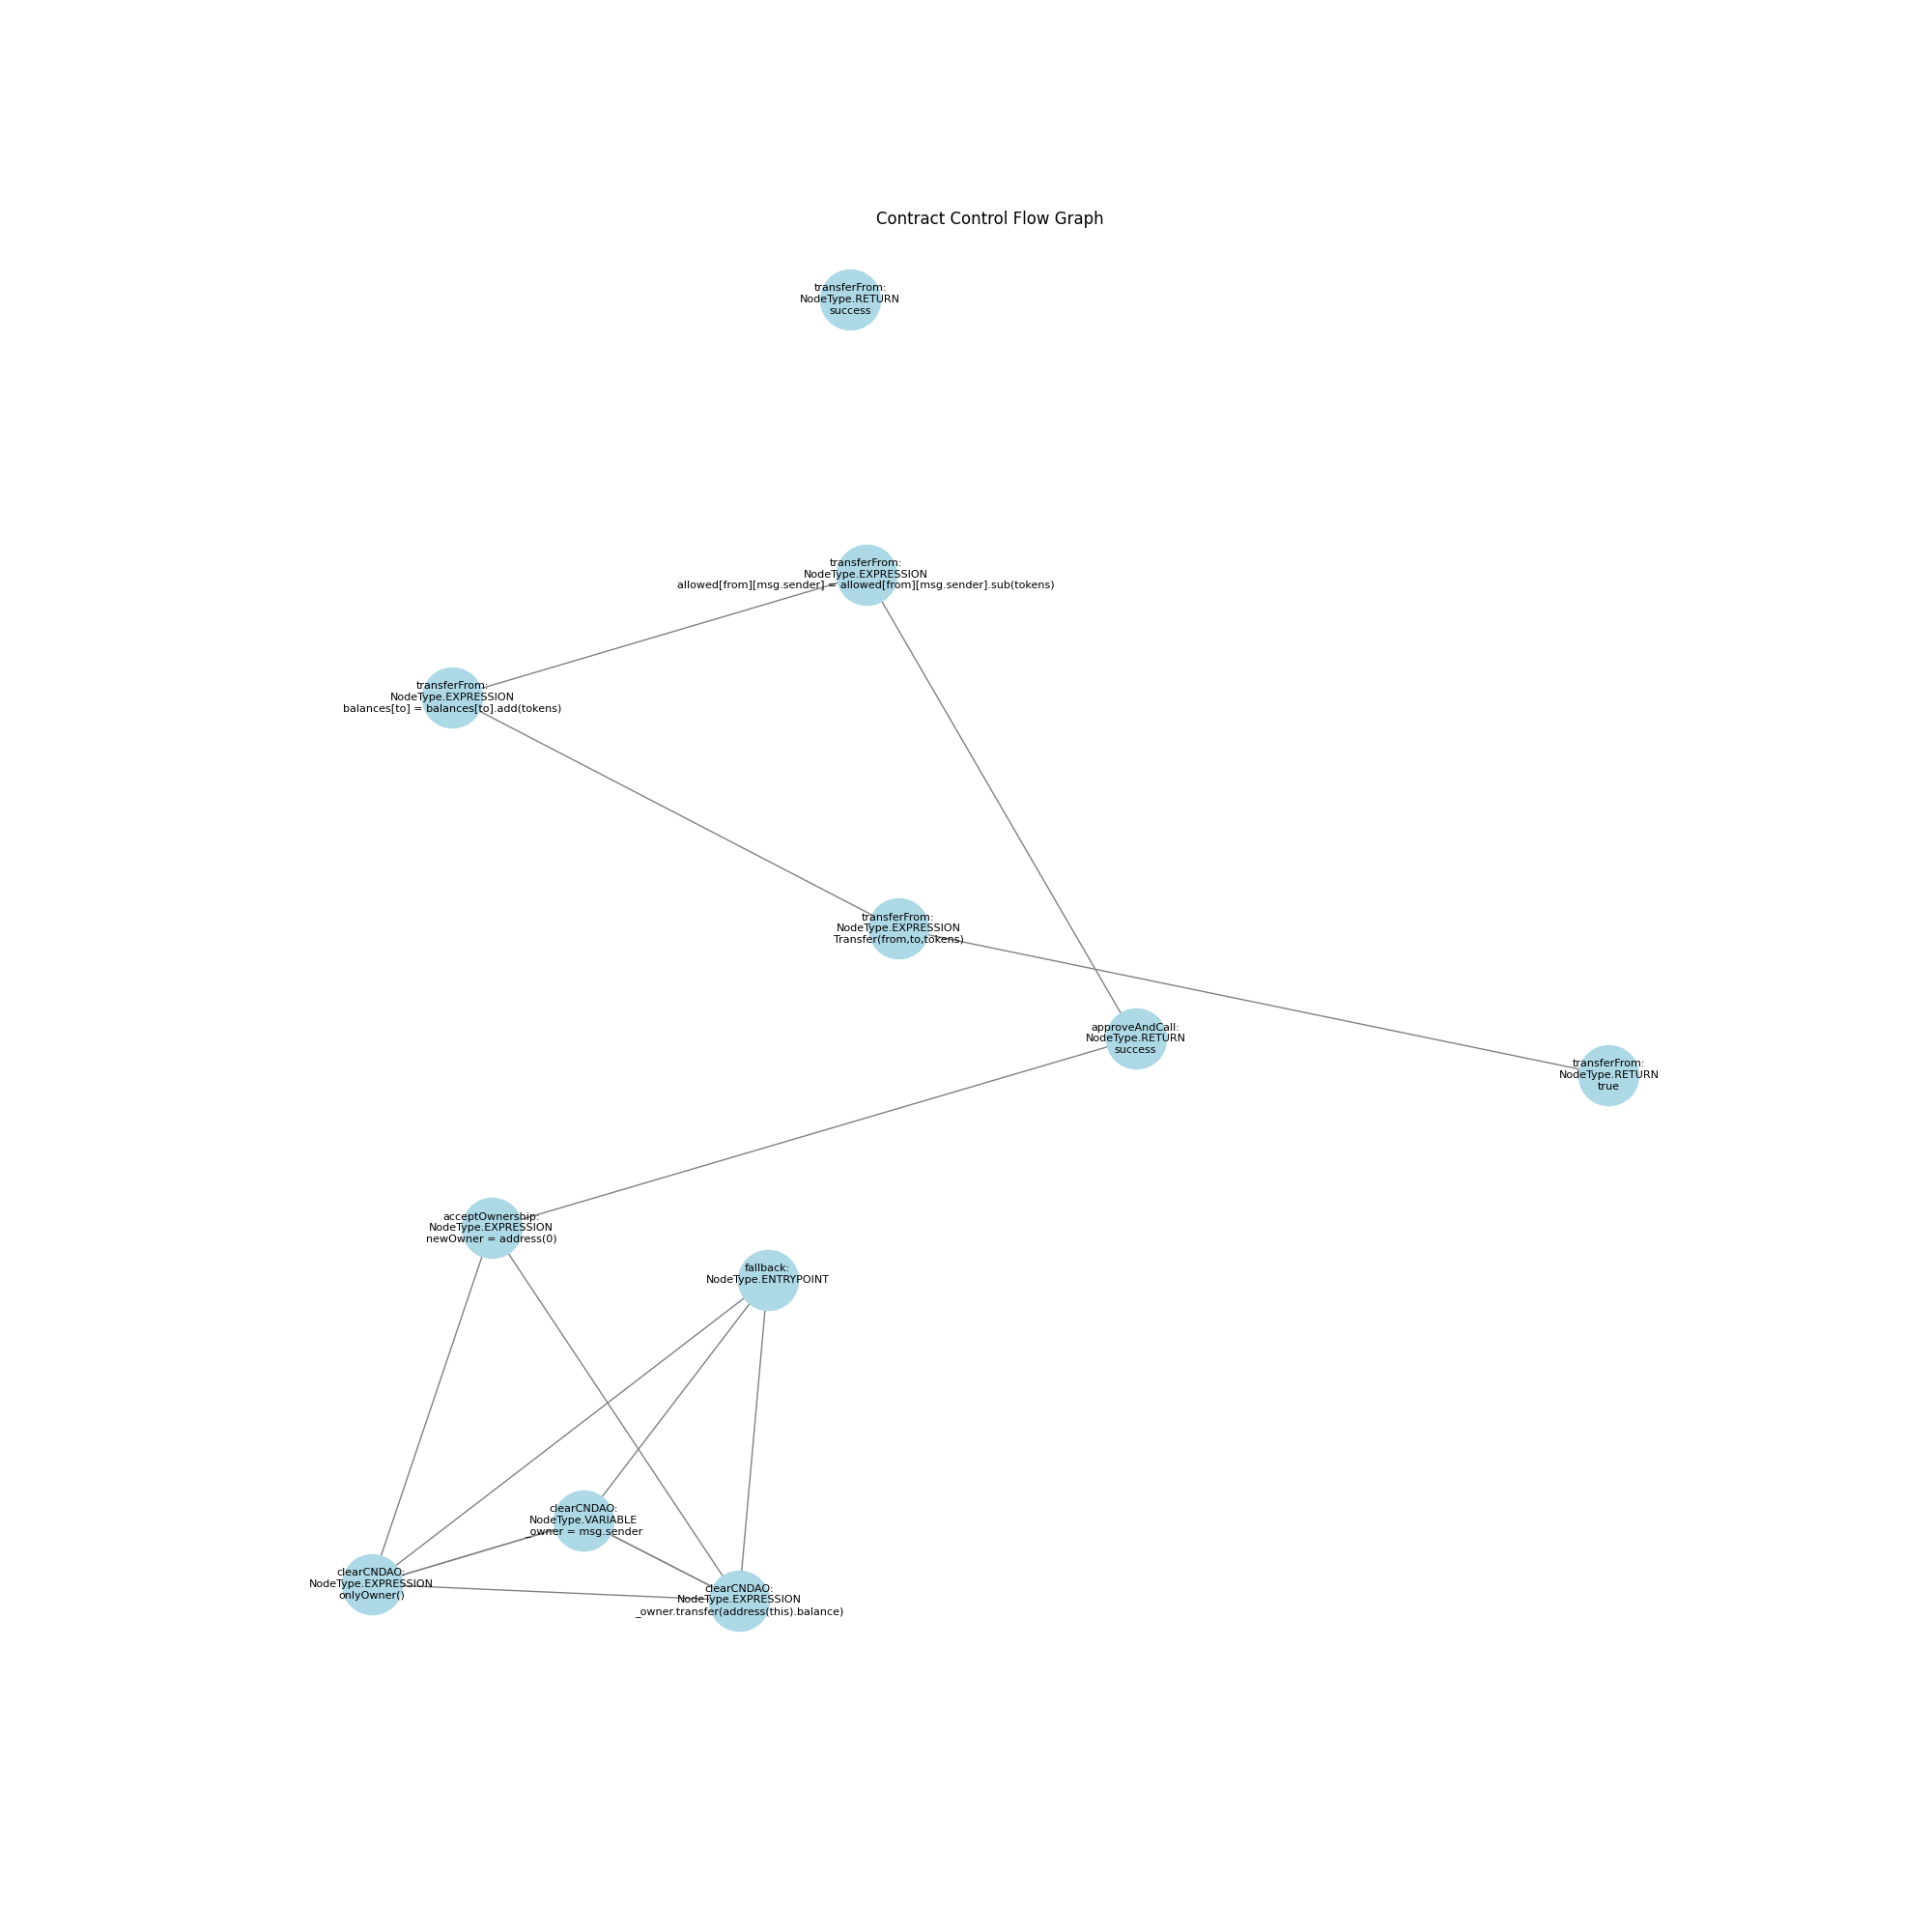 Contract Control Flow Graph
transferFrom:
NodeType.RETURN
success
transferFrom:
NodeType.EXPRESSION
allowed[from][msg.sender] = allowed[from][msg.sender].sub(tokens)
transferFrom:
NodeType.EXPRESSION
balances[to] = balances[to].add(tokens)
transferFrom:
NodeType.EXPRESSION
Transfer(from,to,tokens)
approveAndCall:
NodeType.RETURN
success
transferFrom:
NodeType.RETURN
true
acceptOwnership:
NodeType.EXPRESSION
newOwner = address(0)
fallback:
NodeType.ENTRYPOINT
clearCNDAO:
NodeType.VARIABLE
_owner = msg.sender
clearCNDAO:
NodeType.EXPRESSION
onlyOwner()
clearCNDAO:
NodeType.EXPRESSION
_owner.transfer(address(this).balance)